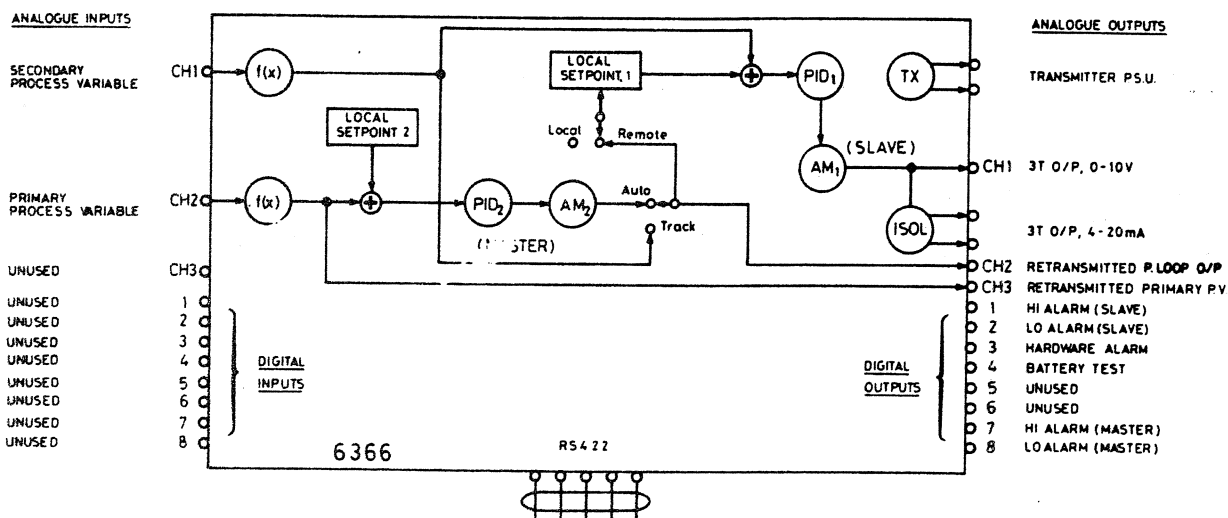 ANALOGUE INPUTS
ANALOGUE OUTPUTS
SECONDARY
PROCESS VARIABLE
CH1
f(x)
LOCAL
SETPOINT 1
PID1
TX
TRANSMITTER P.S.U.
LOCAL
SETPOINT 2
Local
Remote
(SLAVE)
AM1
CH1
3T O/P, 0-10V
PRIMARY
PROCESS VARIABLE
CH2
f(x)
PID2
AM2
Auto
Track
ISOL
3T O/P, 4-20mA
UNUSED
CH3
CH2
RETRANSMITTED P.LOOP O/P
CH3
RETRANSMITTED PRIMARY P.V.
UNUSED 1
UNUSED 2
UNUSED 3
UNUSED 4
UNUSED 5
UNUSED 6
UNUSED 7
UNUSED 8
DIGITAL
INPUTS
DIGITAL
OUTPUTS
1 HI ALARM (SLAVE)
2 LO ALARM (SLAVE)
3 HARDWARE ALARM
4 BATTERY TEST
5 UNUSED
6 UNUSED
7 HI ALARM (MASTER)
8 LO ALARM (MASTER)
6366
RS422